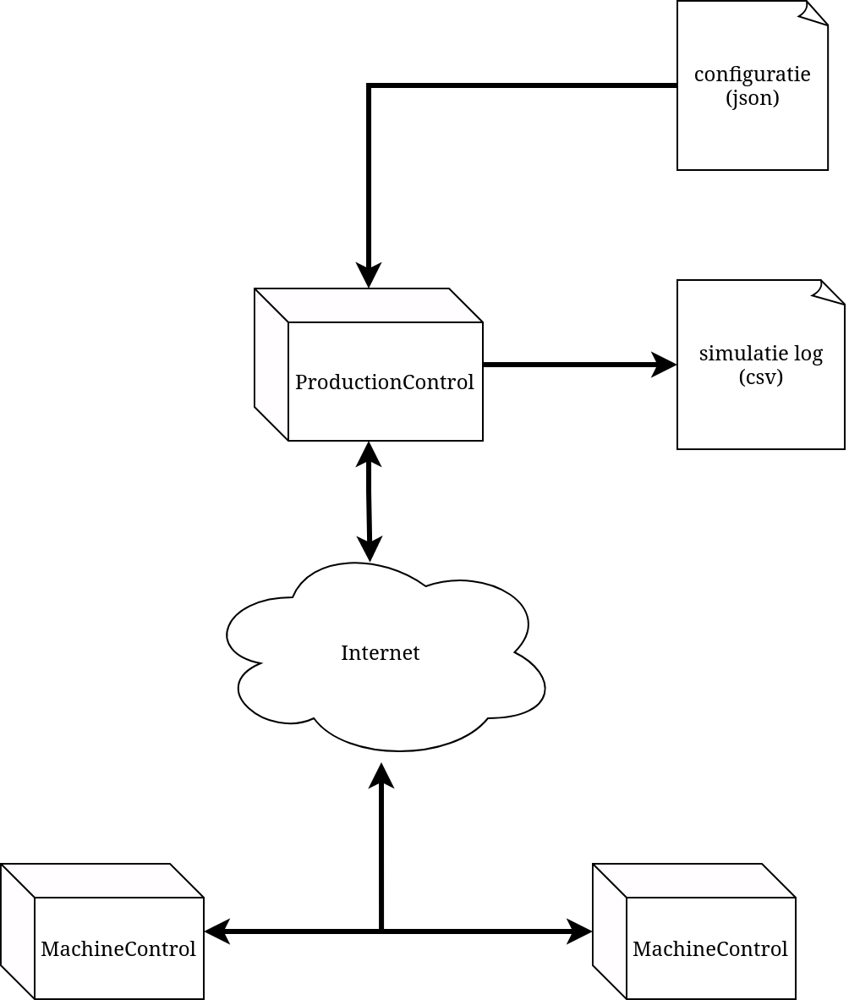 configuratie
(json)
simulatie log
(csv)
ProductionControl
Internet
MachineControl
MachineControl